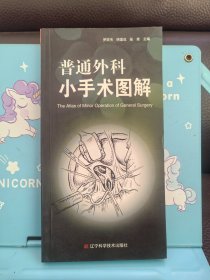 普通外科
小手术图解
The Atlas of Minor Operation of General Surgery
辽宁科学技术出版社
NICORN